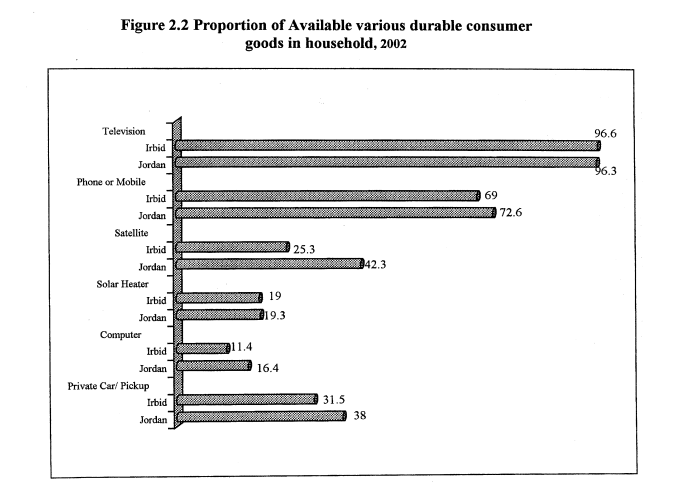 Figure 2.2 Proportion of Available various durable consumer
goods in household, 2002
Television
Irbid 96.6
Jordan 96.3
Phone or Mobile
Irbid 69
Jordan 72.6
Satellite
Irbid 25.3
Jordan 42.3
Solar Heater
Irbid 19
Jordan 19.3
Computer
Irbid 11.4
Jordan 16.4
Private Car/ Pickup
Irbid 31.5
Jordan 38